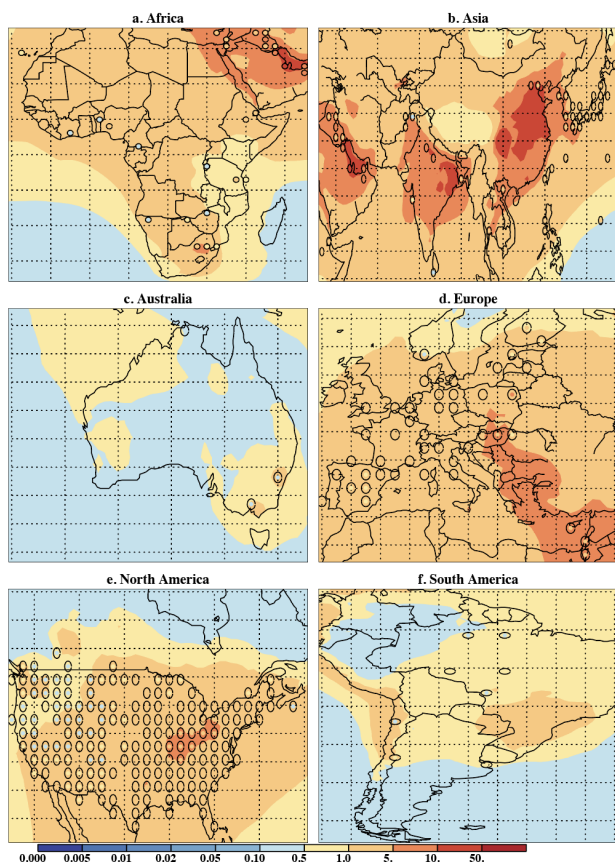 a. Africa
b. Asia
c. Australia
d. Europe
e. North America
f. South America
0.000 0.005 0.01 0.02 0.05 0.10 0.5 1.0 5. 10. 50.